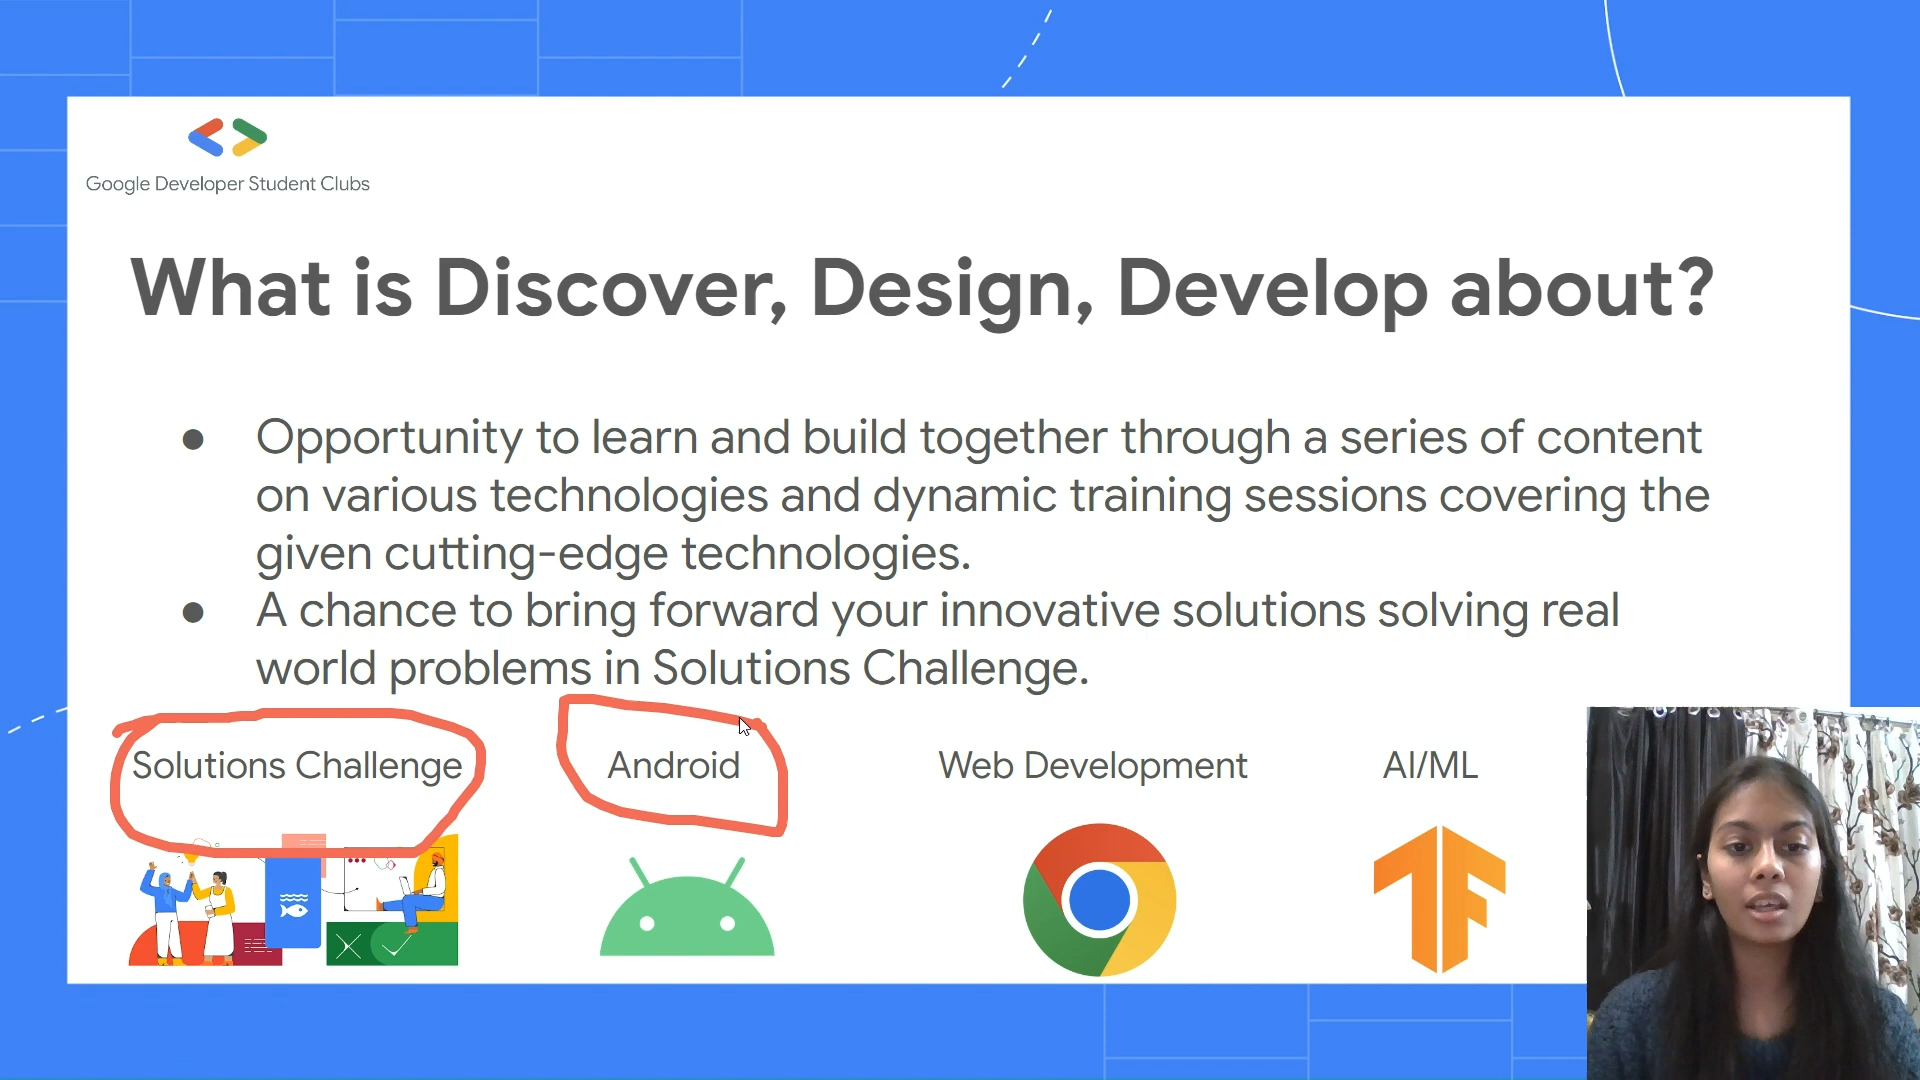 Google Developer Student Clubs
What is Discover, Design, Develop about?
● Opportunity to learn and build together through a series of content
on various technologies and dynamic training sessions covering the
given cutting-edge technologies.
● A chance to bring forward your innovative solutions solving real
world problems in Solutions Challenge.
Solutions Challenge
Android
Web Development
AI/ML